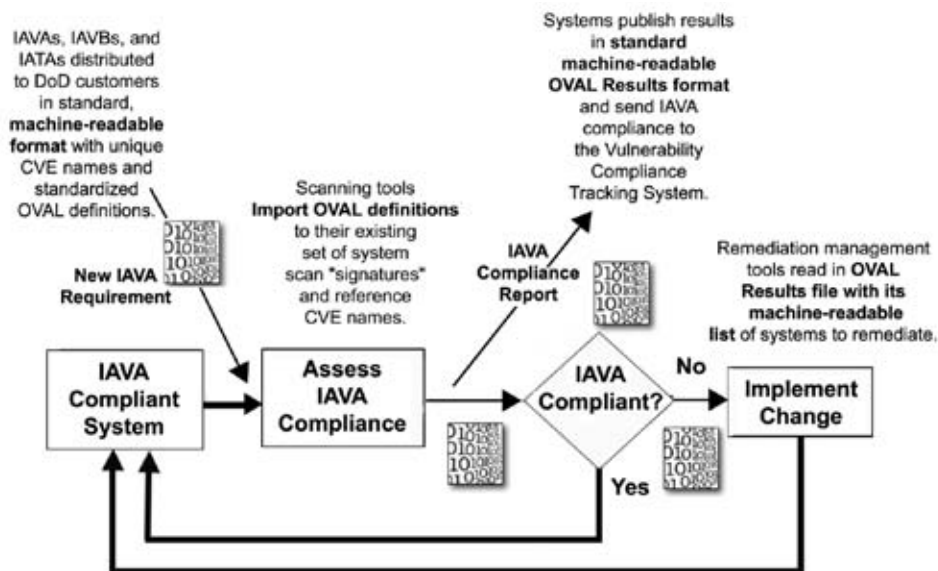 IAVAs, IAVBs, and
IATAs distributed
to DoD customers
in standard,
machine-readable
format with unique
CVE names and
standardized
OVAL definitions.
New IAVA
Requirement
Scanning tools
Import OVAL definitions
to their existing
set of system
scan "signatures"
and reference
CVE names.
Systems publish results
in standard
machine-readable
OVAL Results format
and send IAVA
compliance to
the Vulnerability
Compliance
Tracking System.
IAVA
Compliance
Report
Remediation management
tools read in OVAL
Results file with its
machine-readable
list of systems to remediate.
IAVA
Compliant
System
Assess
IAVA
Compliance
IAVA
Compliant?
No
Yes
Implement
Change